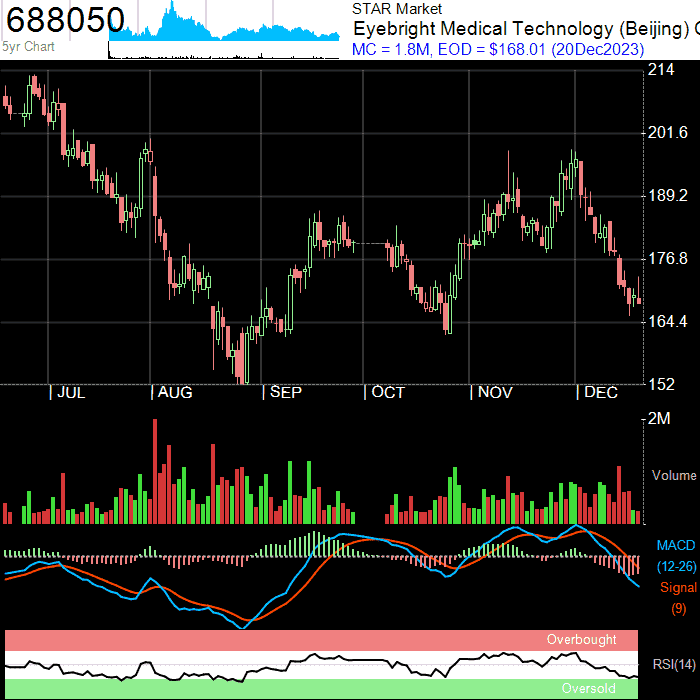 688050
5yr Chart
STAR Market
Eyebright Medical Technology (Beijing)
MC = 1.8M, EOD = $168.01 (20Dec2023)
214
201.6
189.2
176.8
164.4
152
JUL AUG SEP OCT NOV DEC
2M
Volume
MACD
(12-26)
Signal
(9)
Overbought
RSI(14)
Oversold